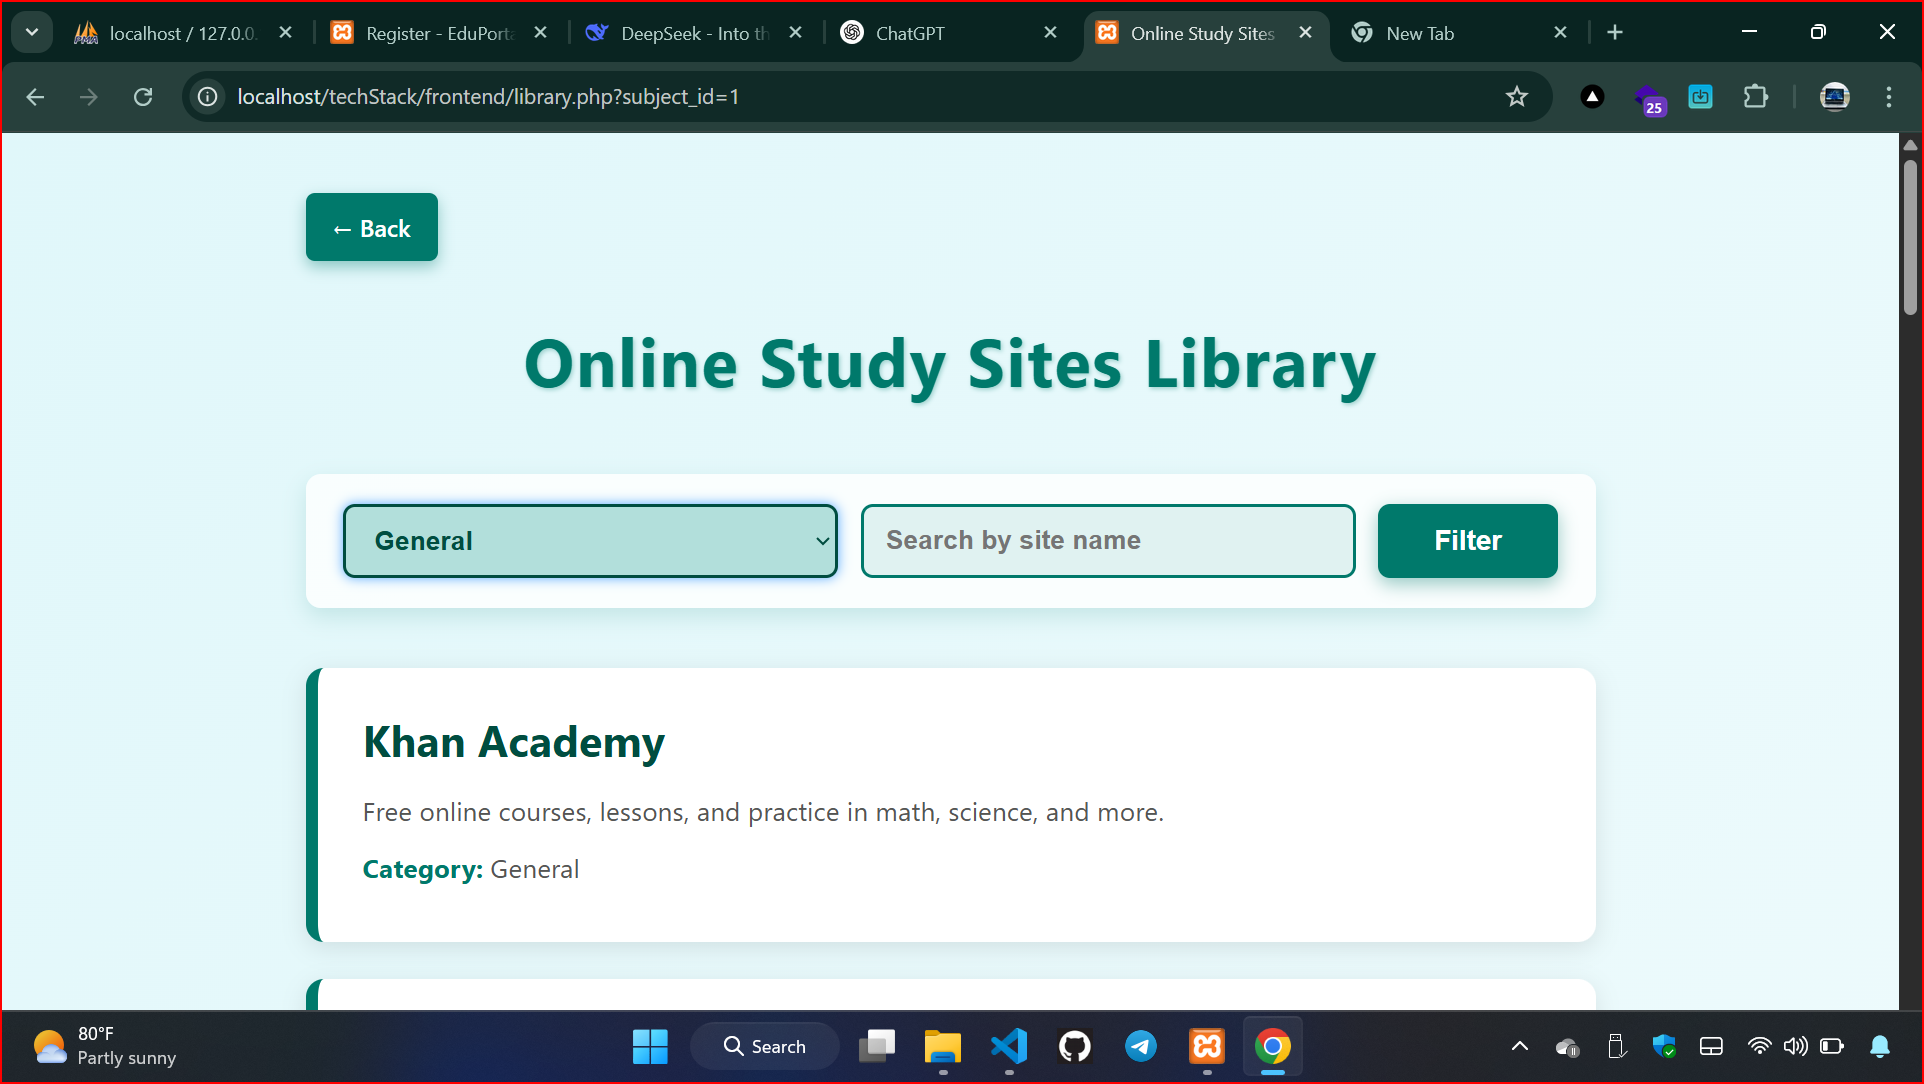 localhost / 127.0.0.
Register - EduPorta
DeepSeek - Into th
ChatGPT
Online Study Sites
New Tab
localhost/techStack/frontend/library.php?subject_id=1
25
← Back
Online Study Sites Library
General
Search by site name
Filter
Khan Academy
Free online courses, lessons, and practice in math, science, and more.
Category: General
80°F
Partly sunny
Search